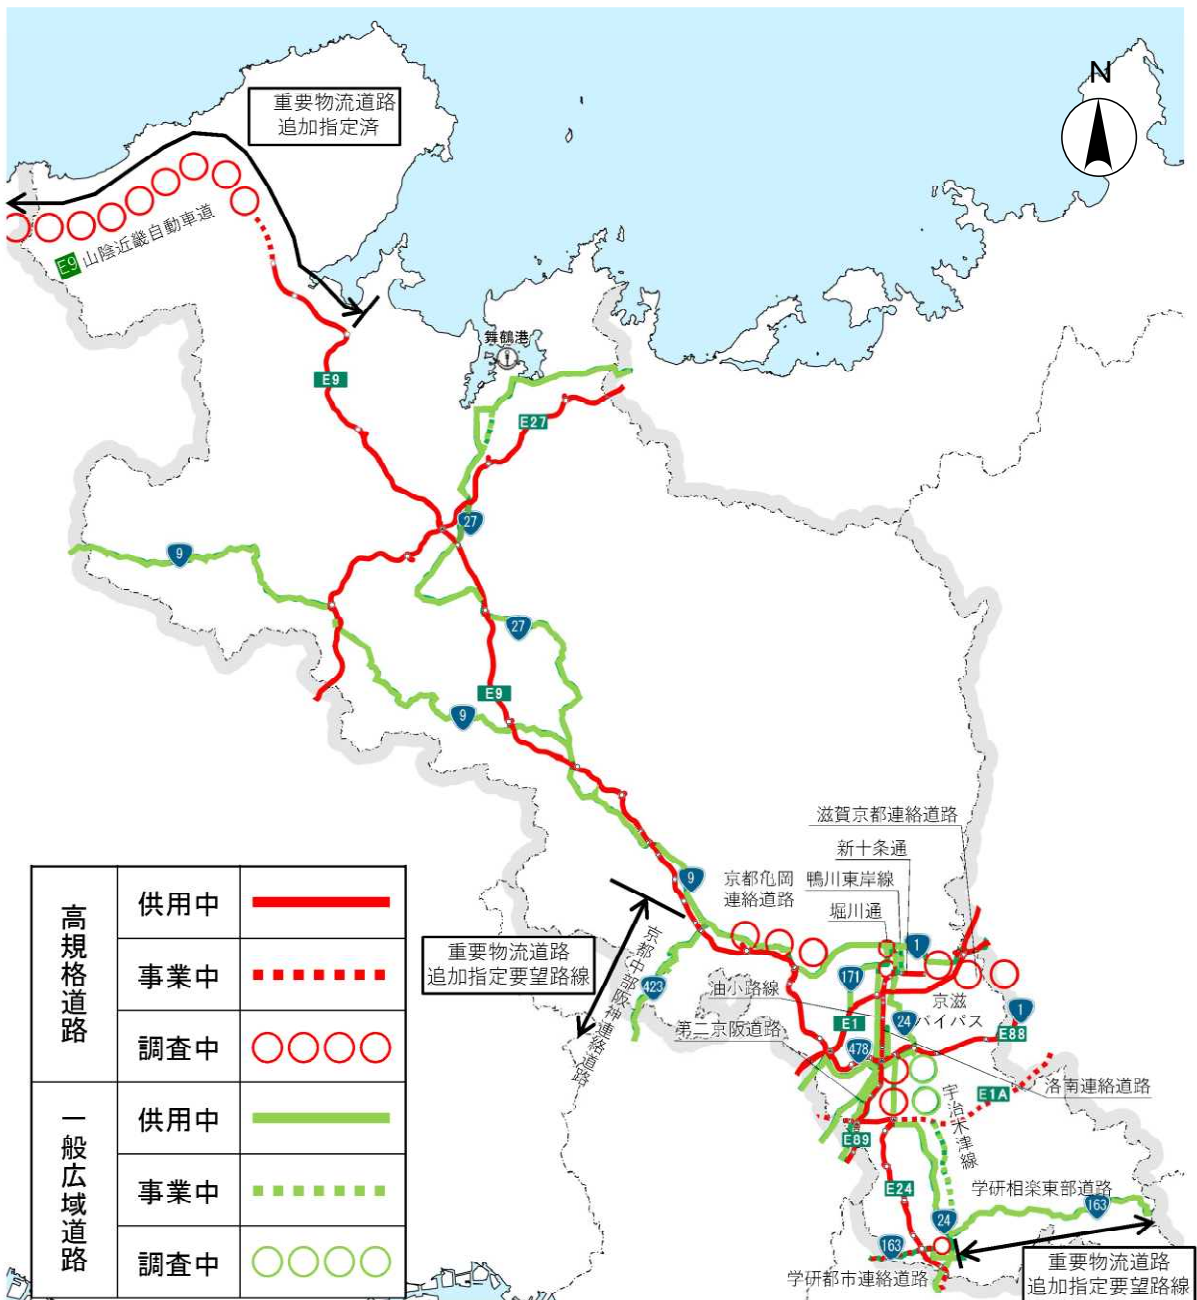 重要物流道路
追加指定済
N
E9 山陰近畿自動車道
舞鶴港
E9
E27
27
9
27
E9
9
滋賀京都連絡道路
新十条通
京都亀岡
連絡道路
鴨川東岸線
堀川通
9
1
重要物流道路
追加指定要望路線
京都中部阪神連絡道路
423
171
油小路線
京滋
バイパス
24
1
E1
E88
第二京阪道路
478
洛南連絡道路
E1A
宇治木津線
E89
E24
学研相楽東部道路
163
24
163
学研都市連絡道路
重要物流道路
追加指定要望路線
高規格道路
供用中
事業中
調査中
一般広域道路
供用中
事業中
調査中